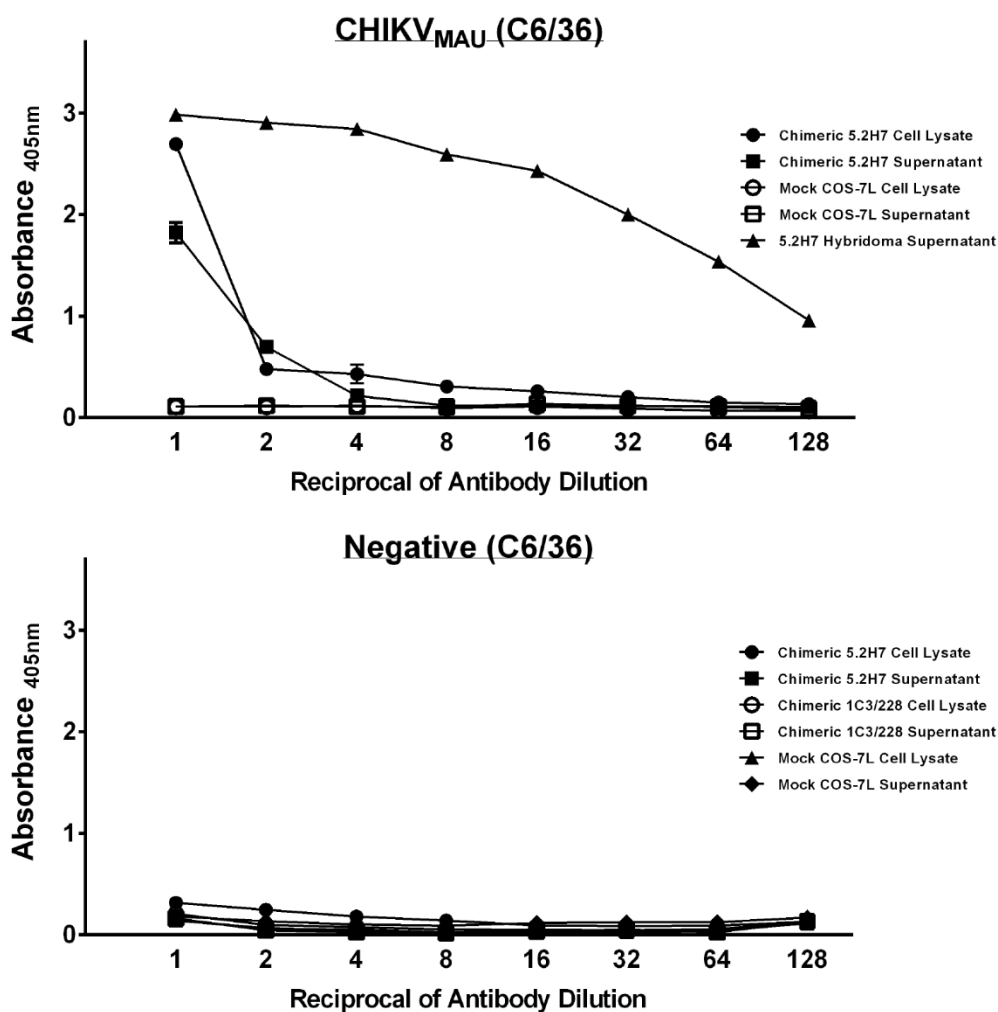 CHIKVMAU (C6/36)
3
2
1
0
Absorbance 405nm
1 2 4 8 16 32 64 128
Reciprocal of Antibody Dilution
Chimeric 5.2H7 Cell Lysate
Chimeric 5.2H7 Supernatant
Mock COS-7L Cell Lysate
Mock COS-7L Supernatant
5.2H7 Hybridoma Supernatant
Negative (C6/36)
3
2
1
0
Absorbance 405nm
1 2 4 8 16 32 64 128
Reciprocal of Antibody Dilution
Chimeric 5.2H7 Cell Lysate
Chimeric 5.2H7 Supernatant
Chimeric 1C3/228 Cell Lysate
Chimeric 1C3/228 Supernatant
Mock COS-7L Cell Lysate
Mock COS-7L Supernatant